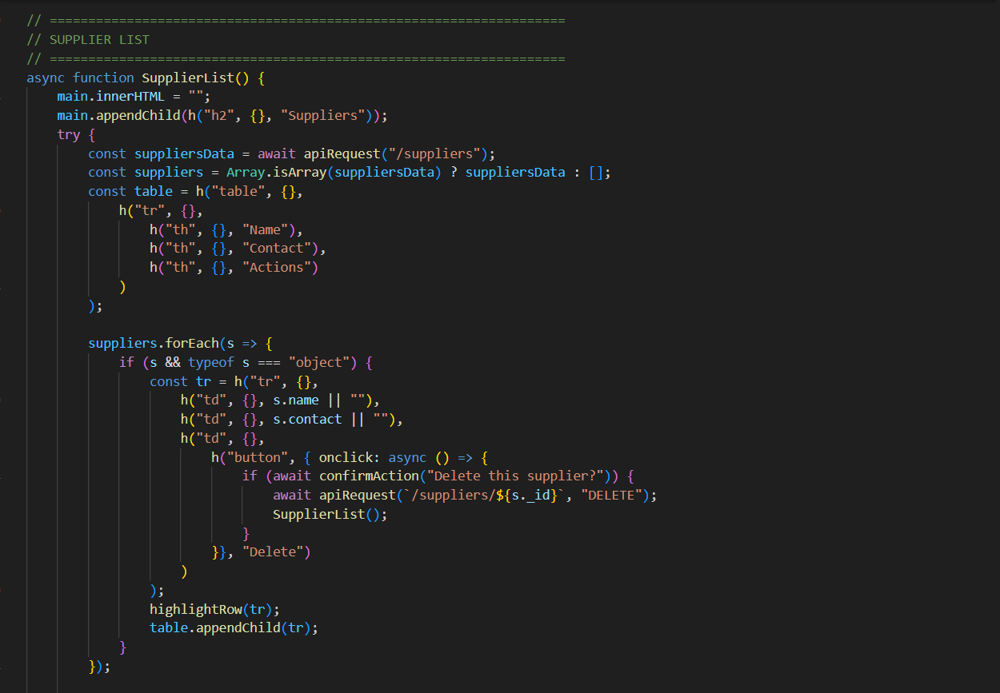 // ===================================================================
// SUPPLIER LIST
// ===================================================================
async function SupplierList() {
    main.innerHTML = "";
    main.appendChild(h("h2", {}, "Suppliers"));
    try {
        const suppliersData = await apiRequest("/suppliers");
        const suppliers = Array.isArray(suppliersData) ? suppliersData : [];
        const table = h("table", {},
            h("tr", {},
                h("th", {}, "Name"),
                h("th", {}, "Contact"),
                h("th", {}, "Actions")
            )
        );

        suppliers.forEach(s => {
            if (s && typeof s === "object") {
                const tr = h("tr", {},
                    h("td", {}, s.name || ""),
                    h("td", {}, s.contact || ""),
                    h("td", {},
                        h("button", { onclick: async () => {
                            if (await confirmAction("Delete this supplier?")) {
                                await apiRequest(`/suppliers/${s._id}`, "DELETE");
                                SupplierList();
                            }
                        }}, "Delete")
                    )
                );
                highlightRow(tr);
                table.appendChild(tr);
            }
        });